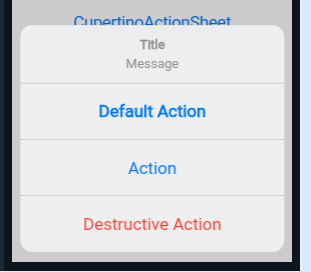 CupertinoActionSheet
Title
Message
Default Action
Action
Destructive Action